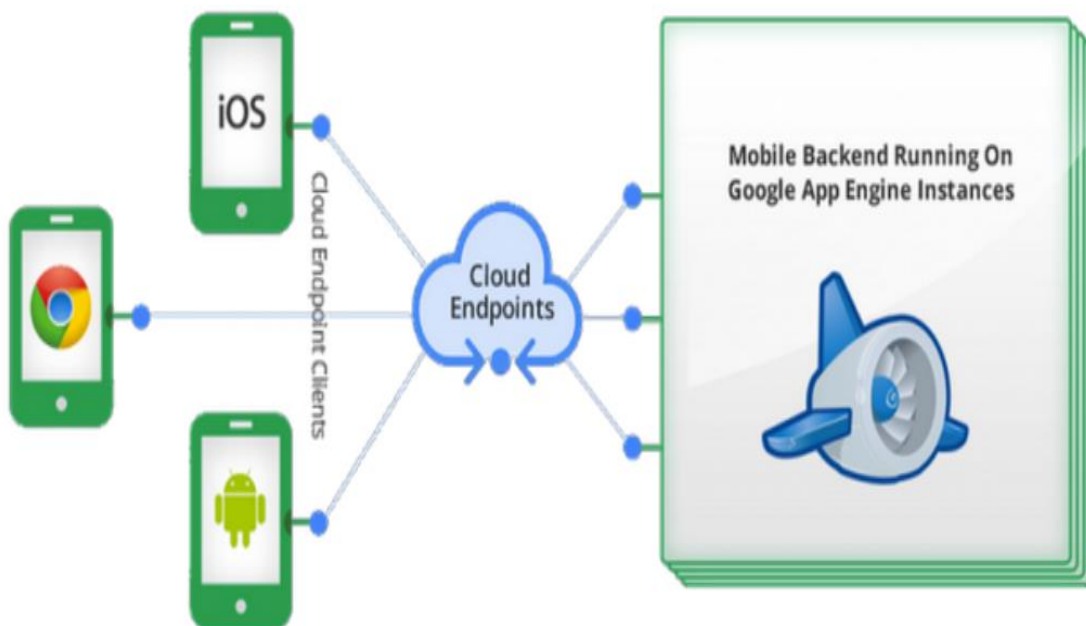 iOS
Cloud Endpoint Clients
Cloud
Endpoints
Mobile Backend Running On
Google App Engine Instances